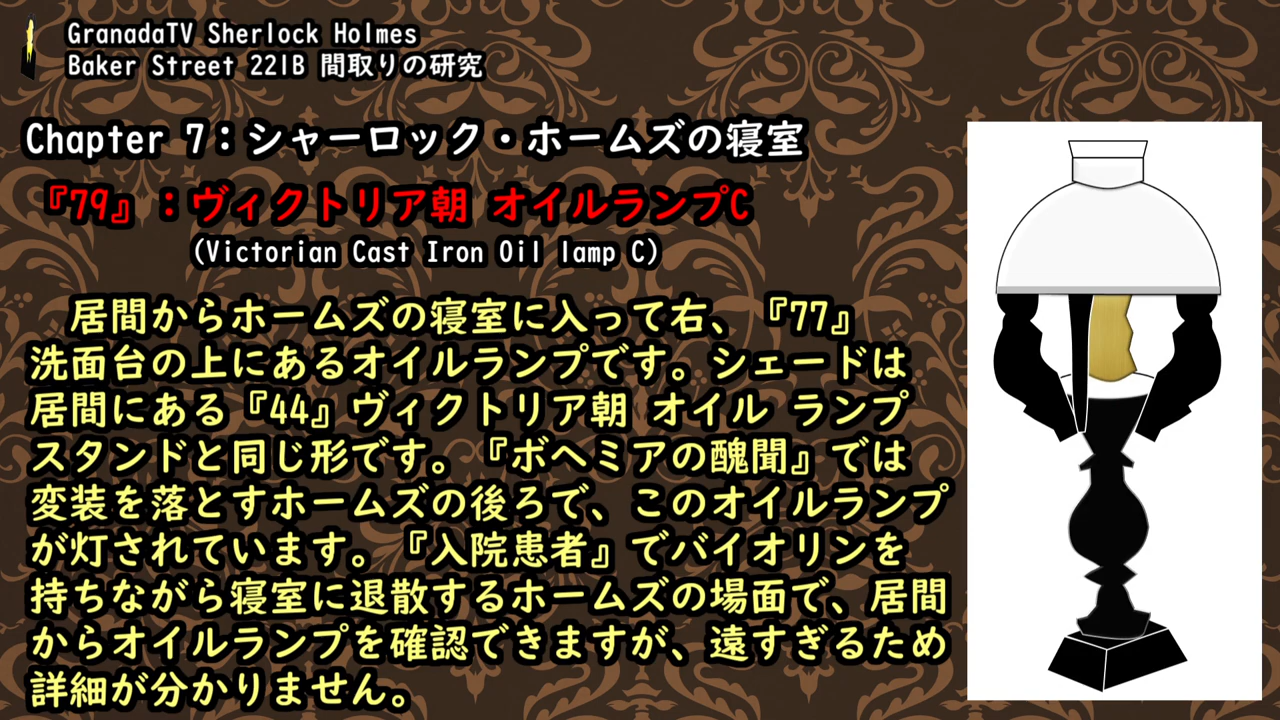 GranadaTV Sherlock Holmes
Baker Street 221B 間取りの研究
Chapter 7：シャーロック・ホームズの寝室
『79』：ヴィクトリア朝 オイルランプC
(Victorian Cast Iron Oil lamp C)
居間からホームズの寝室に入って右、『77』
洗面台の上にあるオイルランプです。シェードは
居間にある『44』ヴィクトリア朝 オイル ランプ
スタンドと同じ形です。『ボヘミアの醜聞』では
変装を落とすホームズの後ろで、このオイルランプ
が灯されています。『入院患者』でバイオリンを
持ちながら寝室に退散するホームズの場面で、居間
からオイルランプを確認できますが、遠すぎるため
詳細が分かりません。